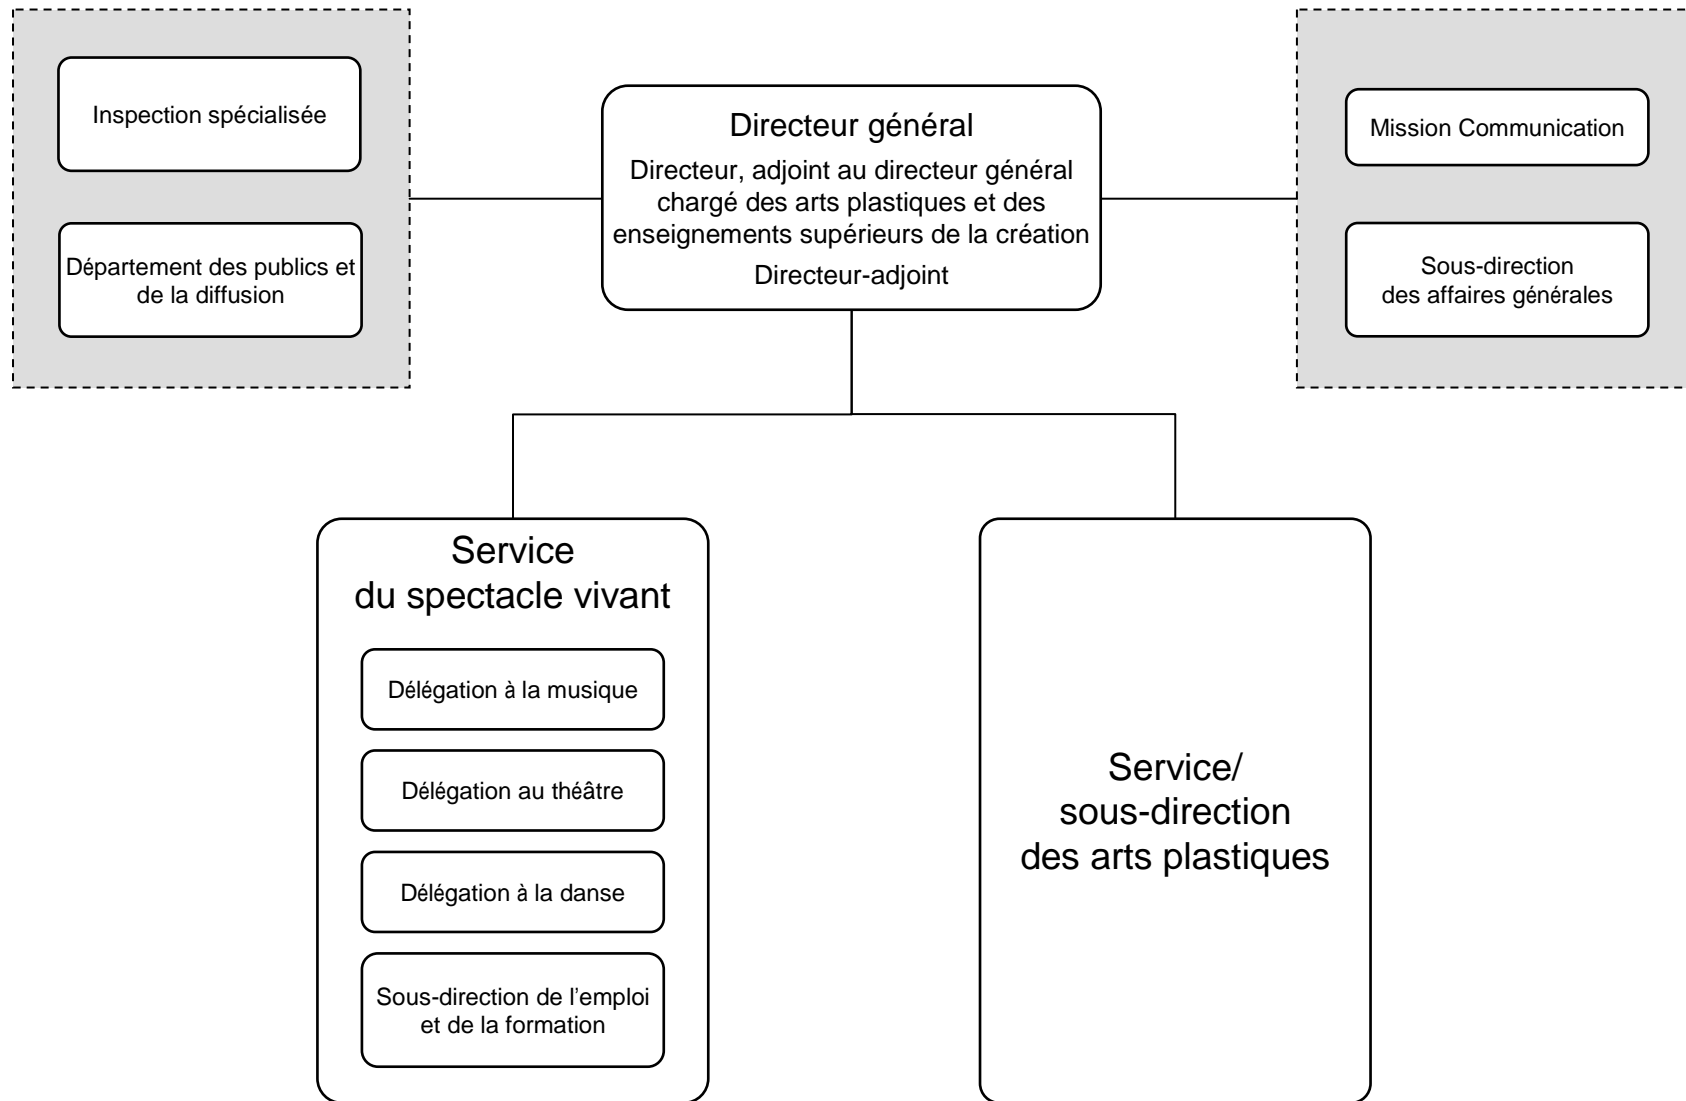 Inspection spécialisée
Département des publics et
de la diffusion
Directeur général
Directeur, adjoint au directeur général
chargé des arts plastiques et des
enseignements supérieurs de la création
Directeur-adjoint
Mission Communication
Sous-direction
des affaires générales
Service
du spectacle vivant
Délégation à la musique
Délégation au théâtre
Délégation à la danse
Sous-direction de l’emploi
et de la formation
Service/
sous-direction
des arts plastiques